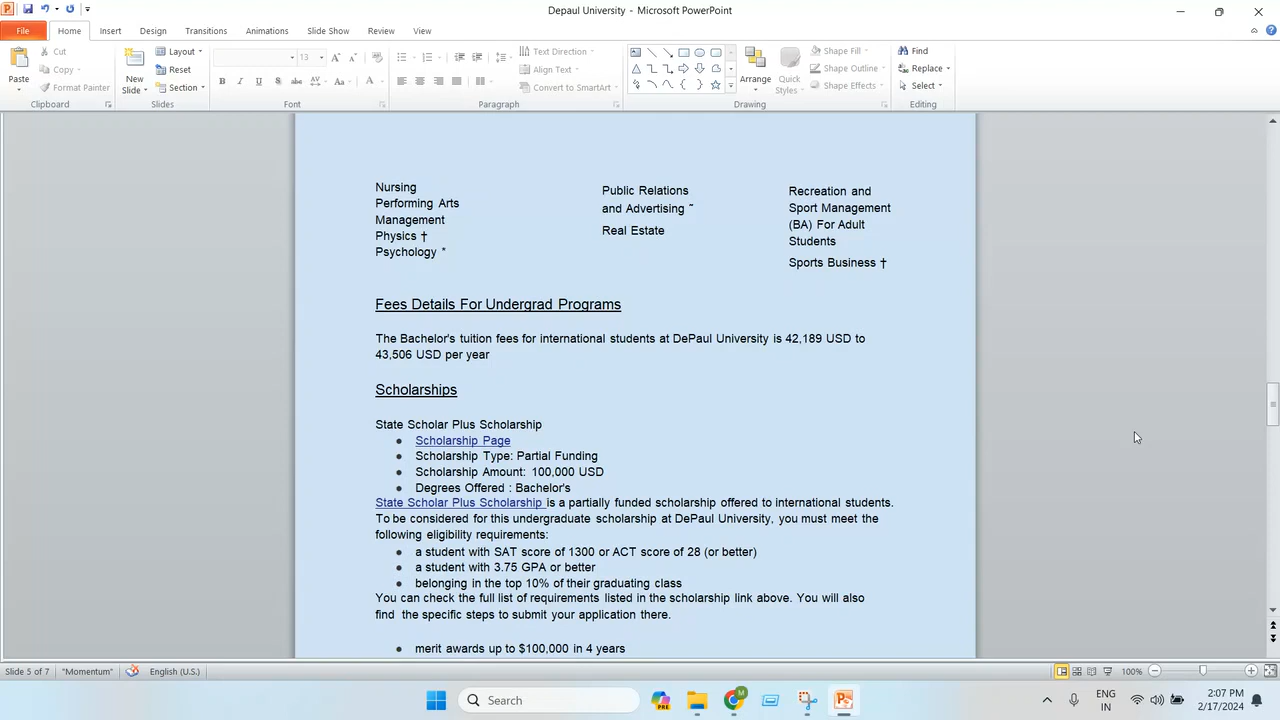 Depaul University - Microsoft PowerPoint
File Home Insert Design Transitions Animations Slide Show Review View
Paste
Cut
Copy
Format Painter
Clipboard
New
Slide
Layout
Reset
Section
Slides
13
B I U S abc AV Aa A
Font
Text Direction
Align Text
Convert to SmartArt
Paragraph
Arrange
Quick
Styles
Shape Fill
Shape Outline
Shape Effects
Drawing
Find
Replace
Select
Editing
Nursing
Performing Arts
Management
Physics †
Psychology *
Public Relations
and Advertising ~
Real Estate
Recreation and
Sport Management
(BA) For Adult
Students
Sports Business †
Fees Details For Undergrad Programs
The Bachelor's tuition fees for international students at DePaul University is 42,189 USD to
43,506 USD per year
Scholarships
State Scholar Plus Scholarship
● Scholarship Page
● Scholarship Type: Partial Funding
● Scholarship Amount: 100,000 USD
● Degrees Offered : Bachelor's
State Scholar Plus Scholarship is a partially funded scholarship offered to international students.
To be considered for this undergraduate scholarship at DePaul University, you must meet the
following eligibility requirements:
● a student with SAT score of 1300 or ACT score of 28 (or better)
● a student with 3.75 GPA or better
● belonging in the top 10% of their graduating class
You can check the full list of requirements listed in the scholarship link above. You will also
find the specific steps to submit your application there.
● merit awards up to $100,000 in 4 years
Slide 5 of 7 "Momentum" English (U.S.) 100%
Search
PRE
M
ENG
IN
2:07 PM
2/17/2024